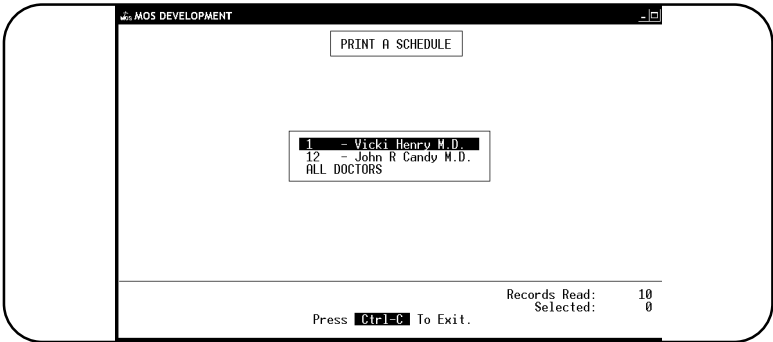 MOS MOS DEVELOPMENT
PRINT A SCHEDULE
1 - Vicki Henry M.D.
12 - John R Candy M.D.
ALL DOCTORS
Records Read: 10
Selected: 0
Press Ctrl-C To Exit.